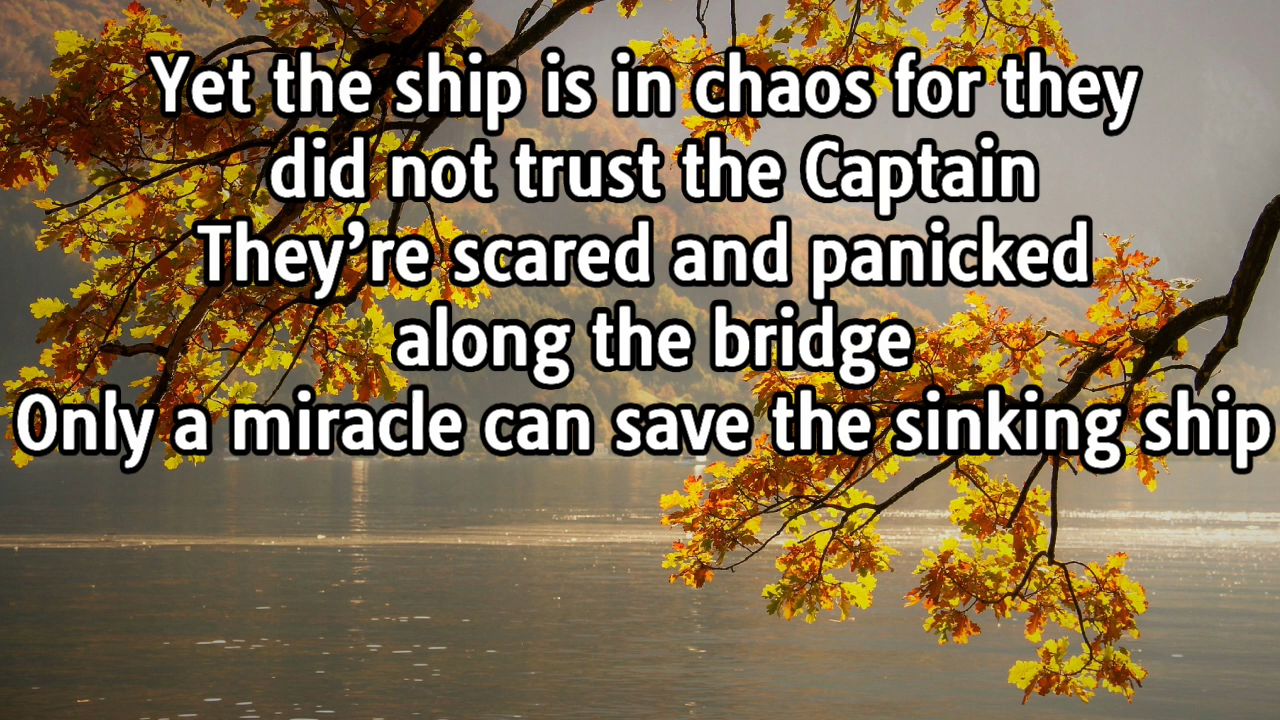 Yet the ship is in chaos for they
did not trust the Captain
They’re scared and panicked
along the bridge
Only a miracle can save the sinking ship